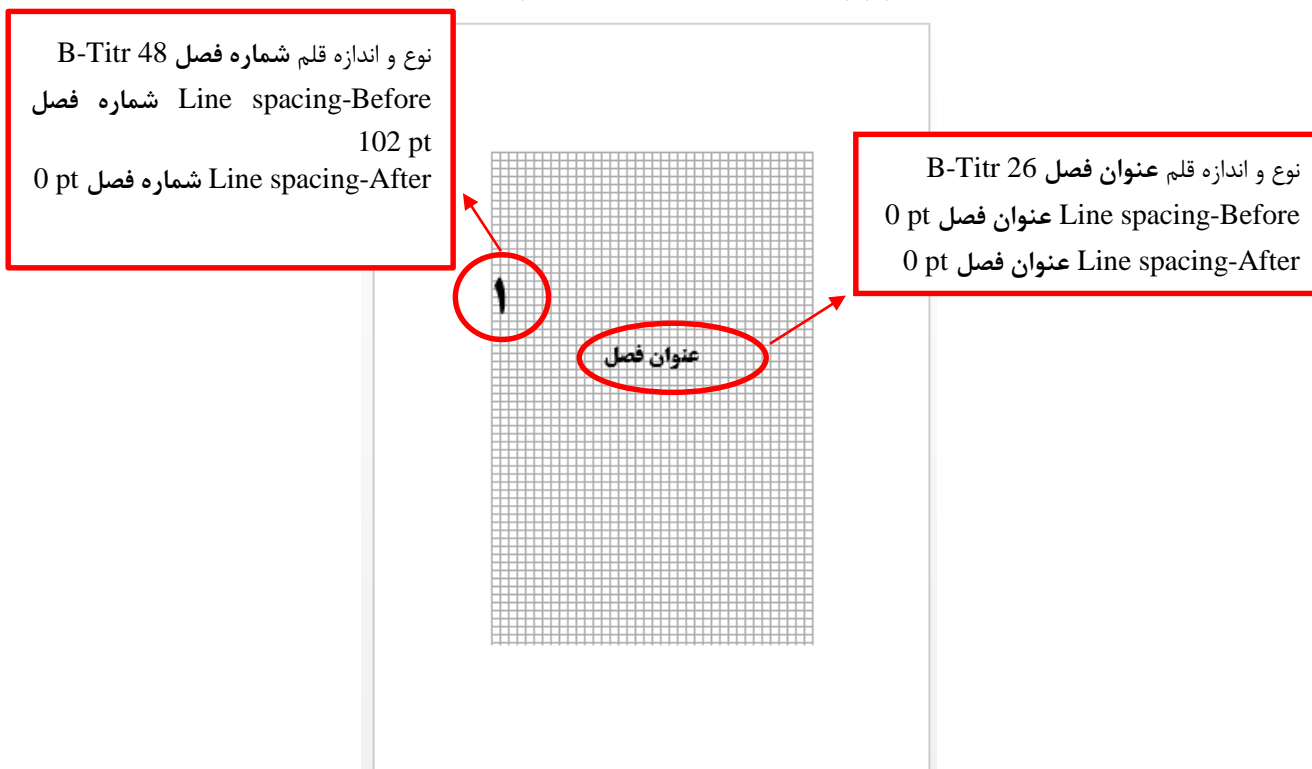 نوع و اندازه قلم شماره فصل B-Titr 48
Line spacing-Before شماره فصل
102 pt
Line spacing-After شماره فصل 0 pt
نوع و اندازه قلم عنوان فصل B-Titr 26
Line spacing-Before عنوان فصل 0 pt
Line spacing-After عنوان فصل 0 pt
۱
عنوان فصل